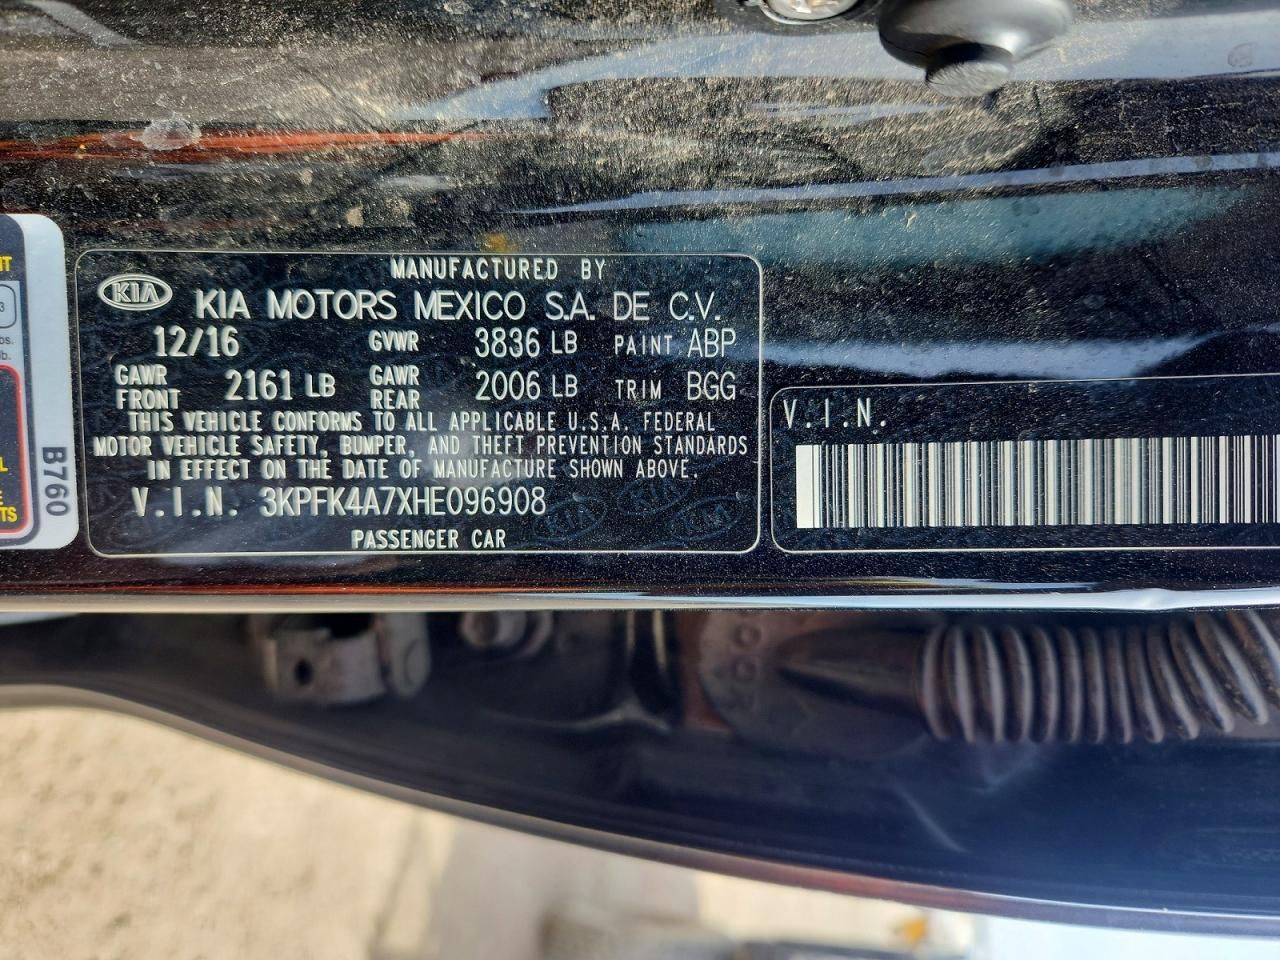 MANUFACTURED BY
KIA KIA MOTORS MEXICO S.A. DE C.V.
12/16 GVWR 3836 LB PAINT ABP
GAWR FRONT 2161 LB GAWR REAR 2006 LB TRIM BGG
THIS VEHICLE CONFORMS TO ALL APPLICABLE U.S.A. FEDERAL
MOTOR VEHICLE SAFETY, BUMPER, AND THEFT PREVENTION STANDARDS
IN EFFECT ON THE DATE OF MANUFACTURE SHOWN ABOVE.
V.I.N. 3KPFK4A7XHE096908
PASSENGER CAR
V.I.N.
B760